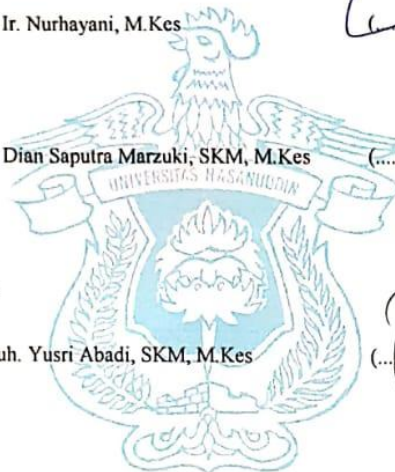 Ir. Nurhayani, M.Kes
Dian Saputra Marzuki, SKM, M.Kes (....
UNIVERSITAS HASANUDDIN
uh. Yusri Abadi, SKM, M.Kes (...